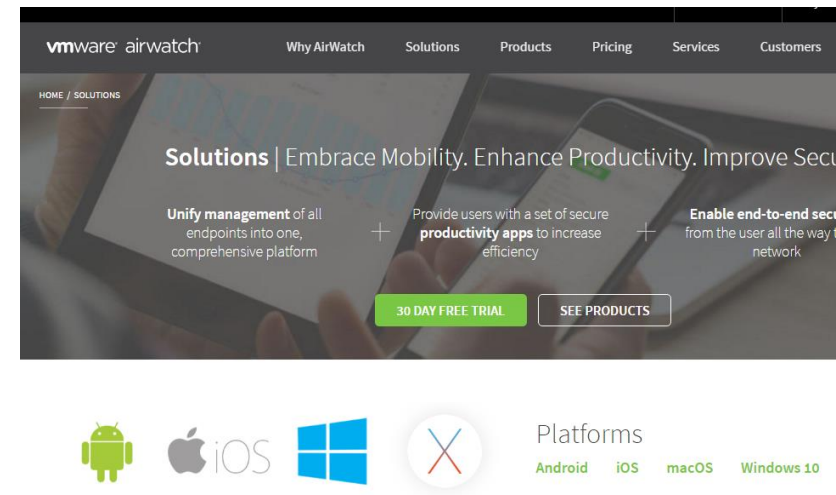 vmware airwatch
Why AirWatch Solutions Products Pricing Services Customers
HOME / SOLUTIONS
Solutions | Embrace Mobility. Enhance Productivity. Improve Secu
Unify management of all
endpoints into one,
comprehensive platform
+
Provide users with a set of secure
productivity apps to increase
efficiency
+
Enable end-to-end secu
from the user all the way t
network
30 DAY FREE TRIAL
SEE PRODUCTS
iOS
Platforms
Android iOS macOS Windows 10